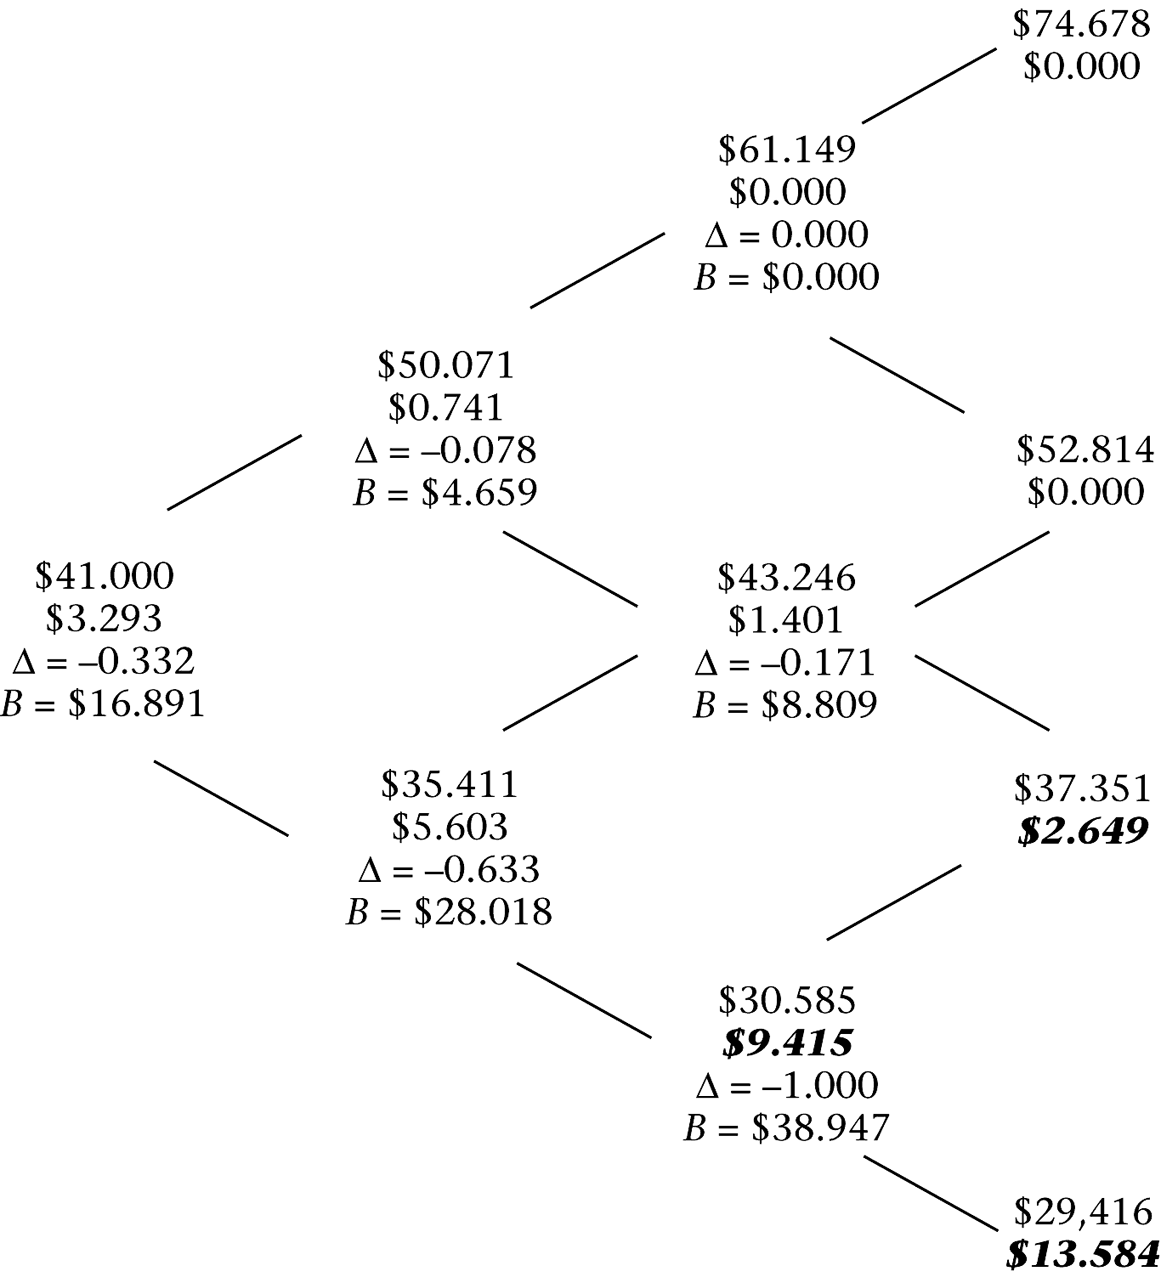 $74.678
$0.000
$61.149
$0.000
Δ = 0.000
B = $0.000
$50.071
$0.741
Δ = –0.078
B = $4.659
$52.814
$0.000
$41.000
$3.293
Δ = –0.332
B = $16.891
$43.246
$1.401
Δ = –0.171
B = $8.809
$35.411
$5.603
Δ = –0.633
B = $28.018
$37.351
$2.649
$30.585
$9.415
Δ = –1.000
B = $38.947
$29,416
$13.584